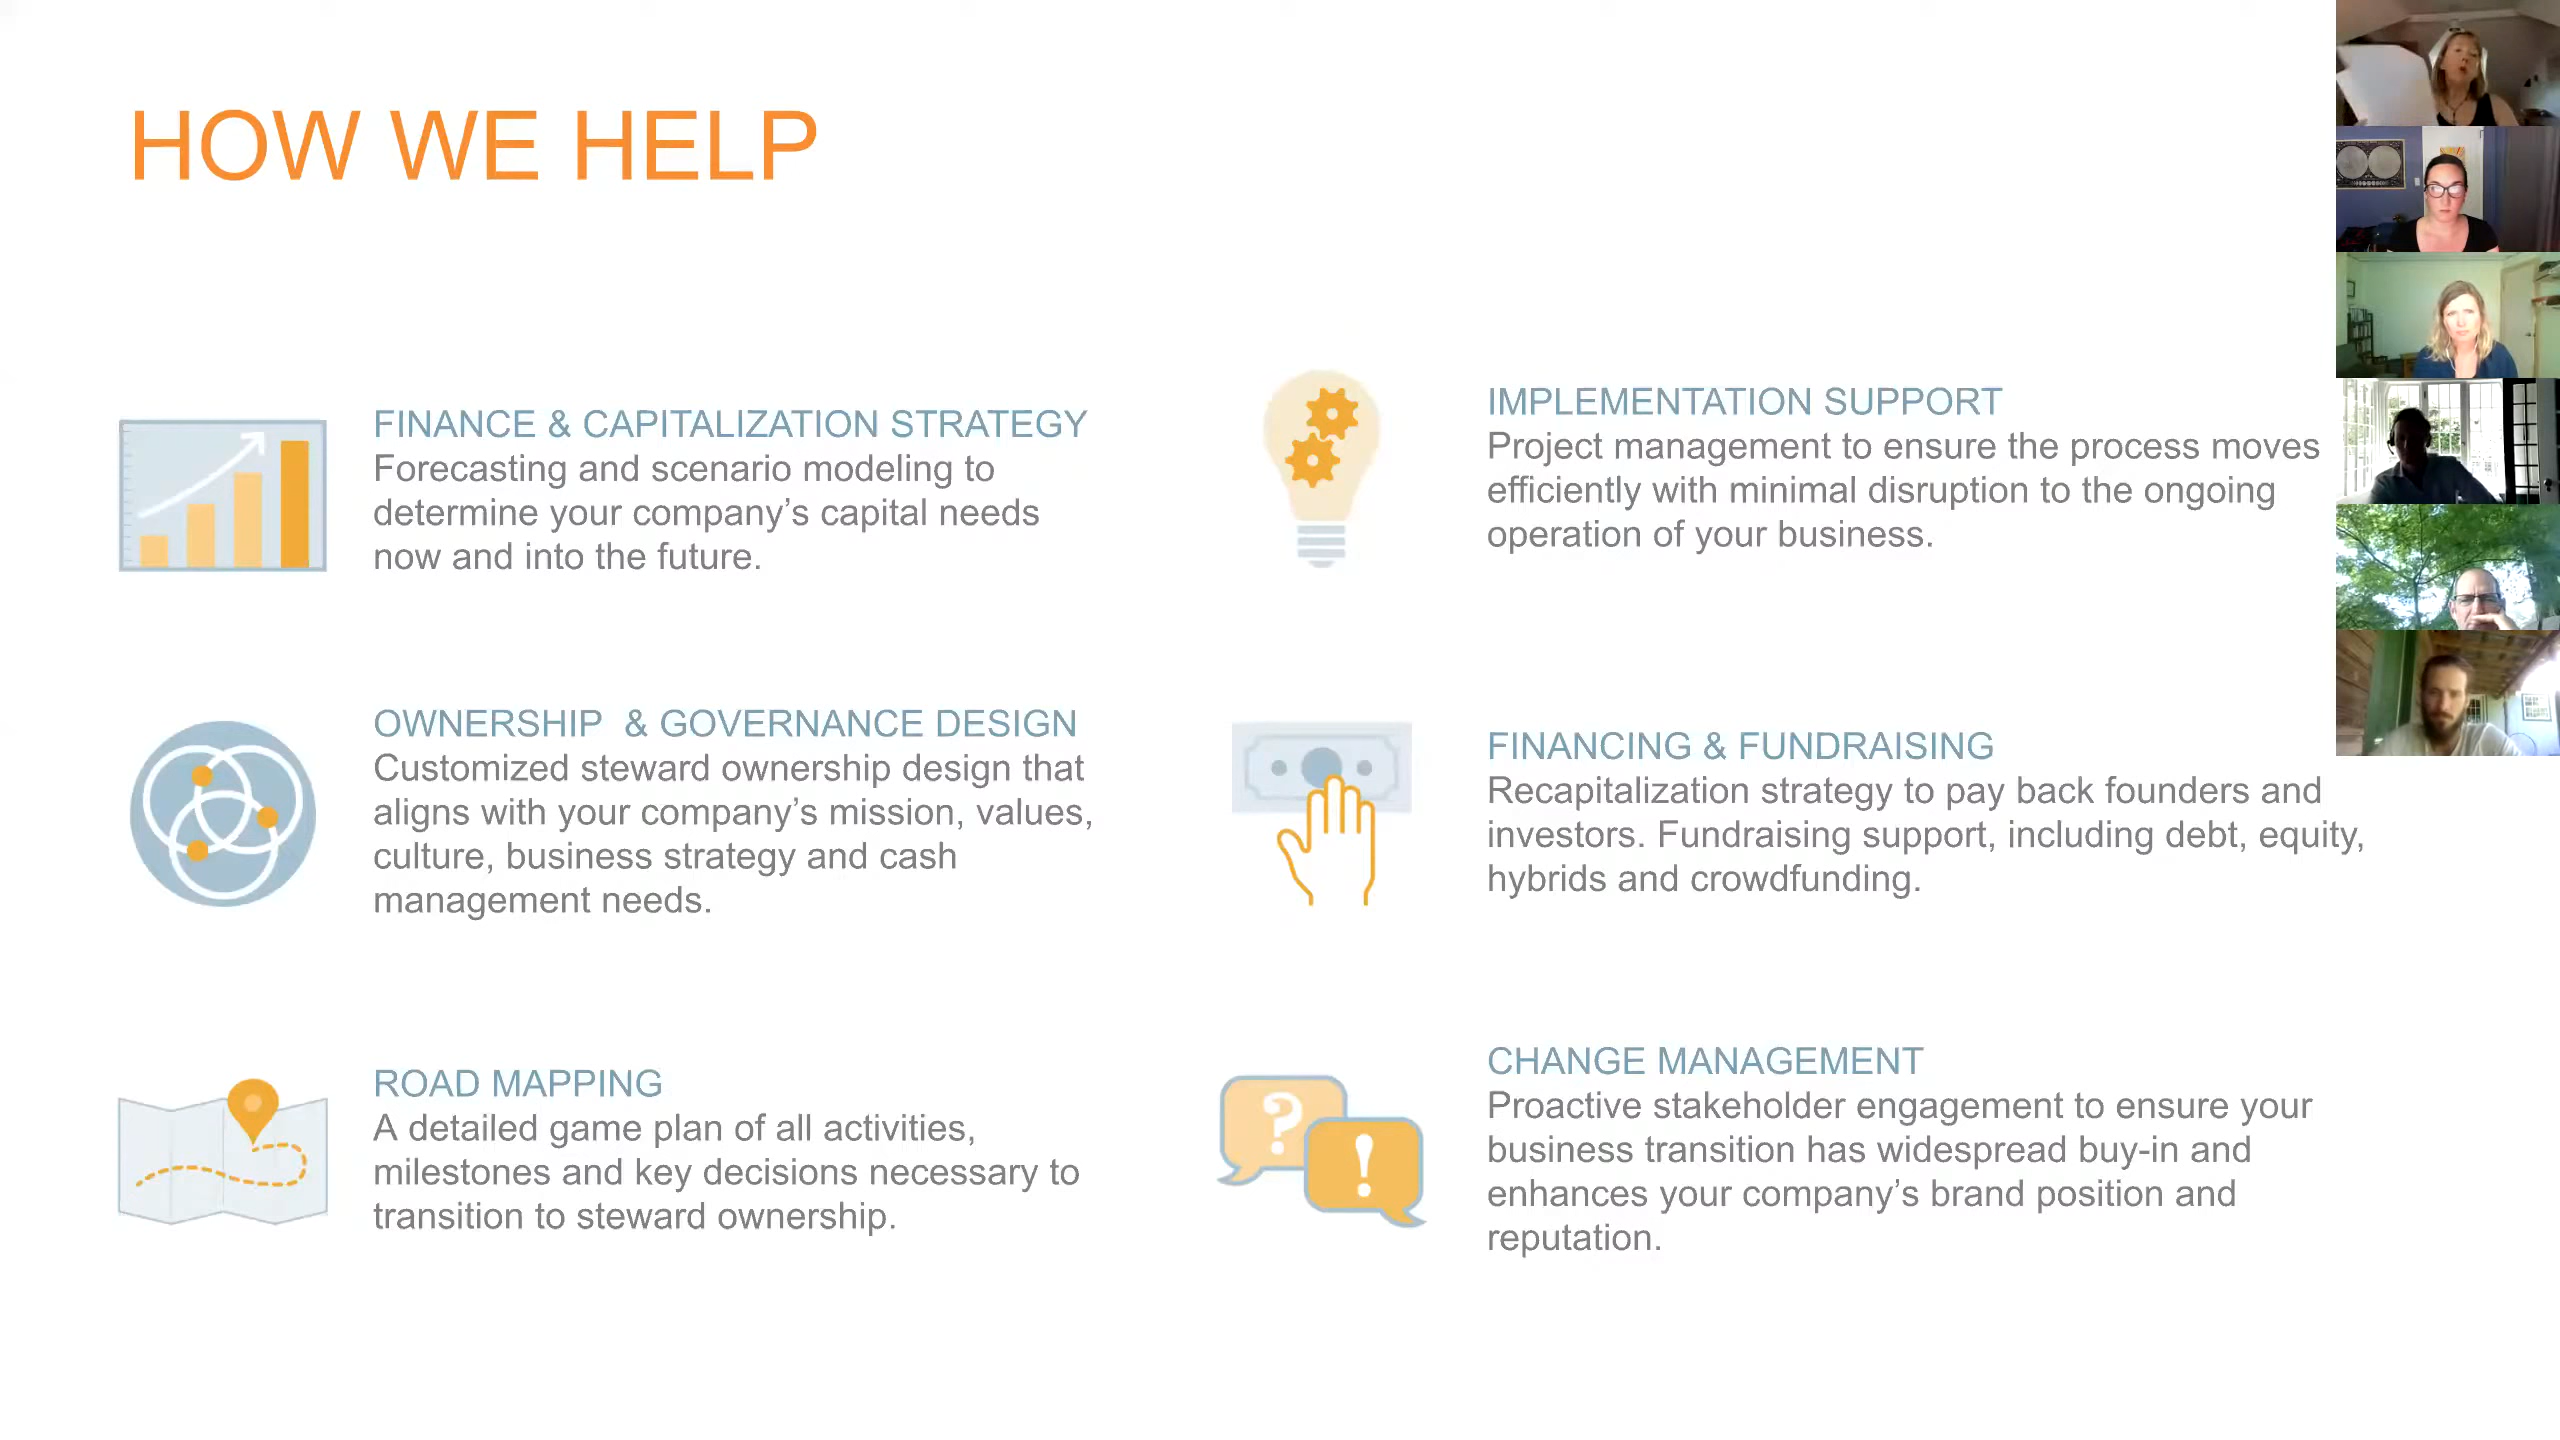 HOW WE HELP
FINANCE & CAPITALIZATION STRATEGY
Forecasting and scenario modeling to
determine your company’s capital needs
now and into the future.
OWNERSHIP & GOVERNANCE DESIGN
Customized steward ownership design that
aligns with your company’s mission, values,
culture, business strategy and cash
management needs.
ROAD MAPPING
A detailed game plan of all activities,
milestones and key decisions necessary to
transition to steward ownership.
IMPLEMENTATION SUPPORT
Project management to ensure the process moves
efficiently with minimal disruption to the ongoing
operation of your business.
FINANCING & FUNDRAISING
Recapitalization strategy to pay back founders and
investors. Fundraising support, including debt, equity,
hybrids and crowdfunding.
?
!
CHANGE MANAGEMENT
Proactive stakeholder engagement to ensure your
business transition has widespread buy-in and
enhances your company’s brand position and
reputation.